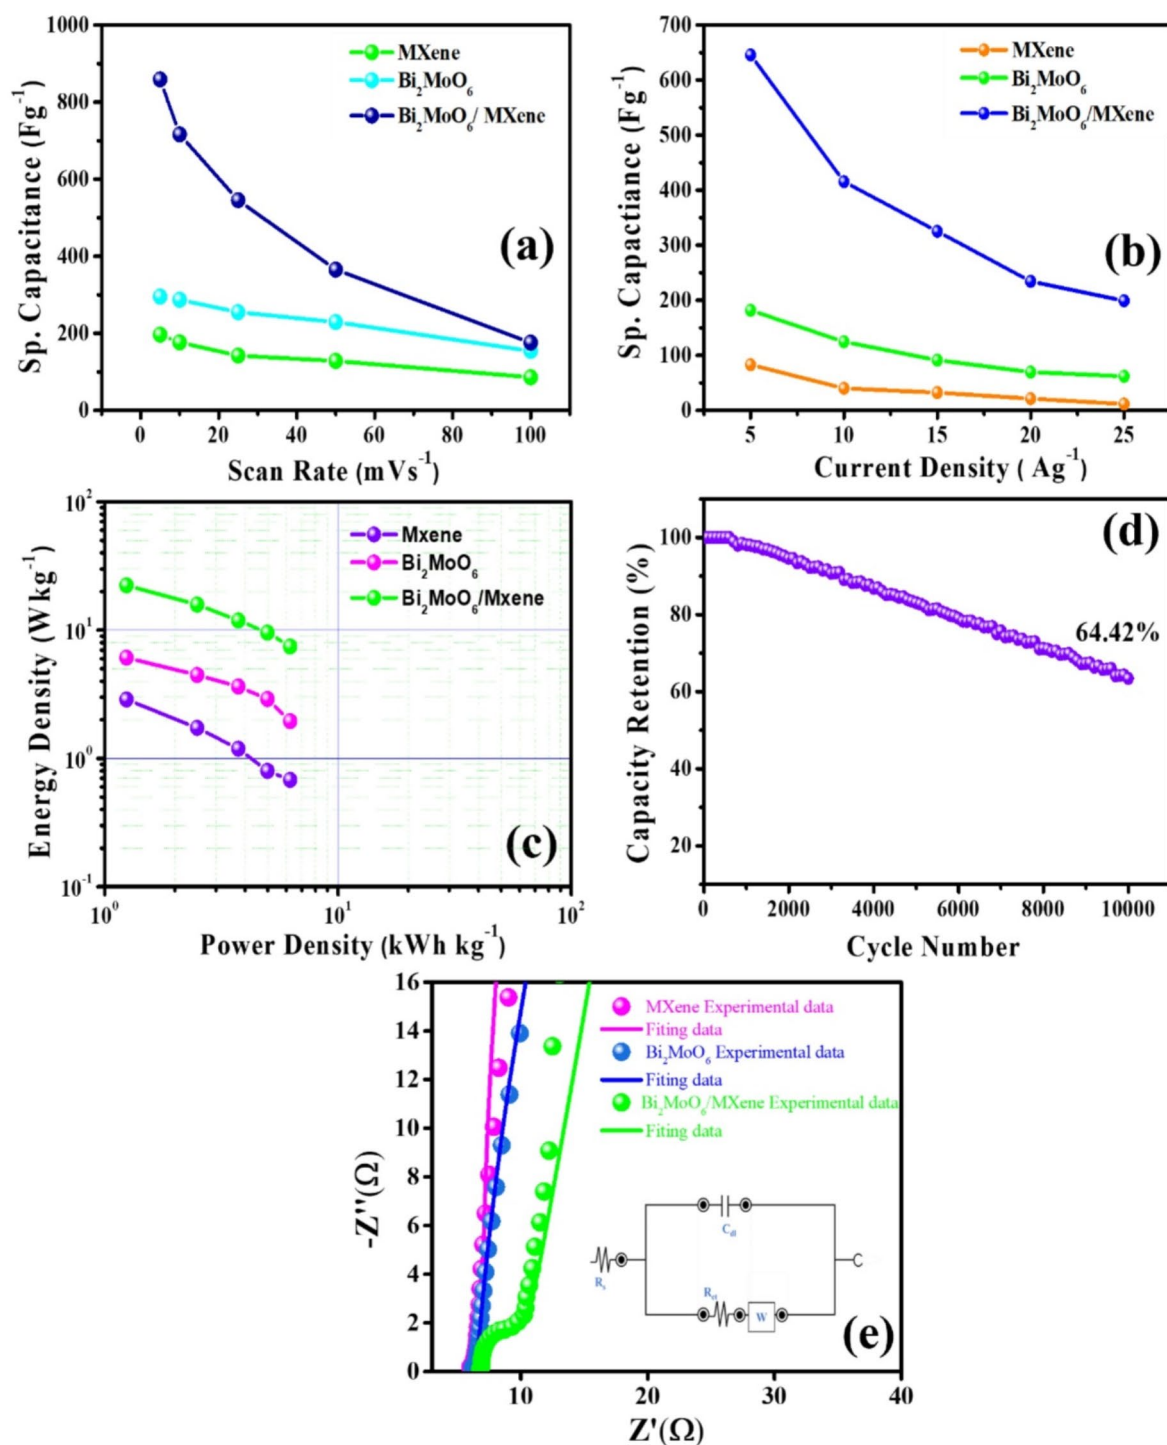 1000
800
600
400
200
0
Sp. Capacitance (Fg⁻¹)
MXene
Bi₂MoO₆
Bi₂MoO₆/ MXene
(a)
0 20 40 60 80 100
Scan Rate (mVs⁻¹)
700
600
500
400
300
200
100
0
Sp. Capactiance (Fg⁻¹)
MXene
Bi₂MoO₆
Bi₂MoO₆/MXene
(b)
5 10 15 20 25
Current Density ( Ag⁻¹)
10²
10¹
10⁰
10⁻¹
Energy Density (Wkg⁻¹)
Mxene
Bi₂MoO₆
Bi₂MoO₆/Mxene
(c)
10⁰ 10¹ 10²
Power Density (kWh kg⁻¹)
100
80
60
40
20
Capacity Retention (%)
(d)
64.42%
0 2000 4000 6000 8000 10000
Cycle Number
16
14
12
10
8
6
4
2
0
-Z''(Ω)
MXene Experimental data
Fiting data
Bi₂MoO₆ Experimental data
Fiting data
Bi₂MoO₆/MXene Experimental data
Fiting data
C_dl
R_s
R_ct
W
(e)
10 20 30 40
Z'(Ω)